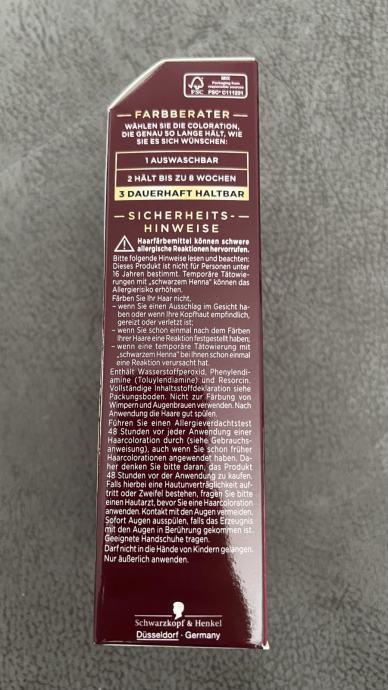 FSC
MIX
Packaging from
responsible sources
FSC® C111231
FARBBERATER
WÄHLEN SIE DIE COLORATION,
DIE GENAU SO LANGE HÄLT, WIE
SIE ES SICH WÜNSCHEN:
1 AUSWASCHBAR
2 HÄLT BIS ZU 8 WOCHEN
3 DAUERHAFT HALTBAR
SICHERHEITS-
HINWEISE
Haarfärbemittel können schwere
allergische Reaktionen hervorrufen.
Bitte folgende Hinweise lesen und beachten:
Dieses Produkt ist nicht für Personen unter
16 Jahren bestimmt. Temporäre Tätowie-
rungen mit „schwarzem Henna" können das
Allergierisiko erhöhen.
Färben Sie Ihr Haar nicht,
– wenn Sie einen Ausschlag im Gesicht ha-
ben oder wenn Ihre Kopfhaut empfindlich,
gereizt oder verletzt ist;
– wenn Sie schon einmal nach dem Färben
Ihrer Haare eine Reaktion festgestellt haben;
– wenn eine temporäre Tätowierung mit
„schwarzem Henna" bei Ihnen schon einmal
eine Reaktion verursacht hat.
Enthält Wasserstoffperoxid, Phenylendi-
amine (Toluylendiamine) und Resorcin.
Vollständige Inhaltsstoffdeklaration siehe
Packungsboden. Nicht zur Färbung von
Wimpern und Augenbrauen verwenden. Nach
Anwendung die Haare gut spülen.
Führen Sie einen Allergieverdachtstest
48 Stunden vor jeder Anwendung einer
Haarcoloration durch (siehe Gebrauchs-
anweisung), auch wenn Sie schon früher
Haarcolorationen angewendet haben. Da-
her denken Sie bitte daran, das Produkt
48 Stunden vor der Anwendung zu kaufen.
Falls hierbei eine Hautunverträglichkeit auf-
tritt oder Zweifel bestehen, fragen Sie bitte
einen Hautarzt, bevor Sie eine Haarcoloration
anwenden. Kontakt mit den Augen vermeiden.
Sofort Augen ausspülen, falls das Erzeugnis
mit den Augen in Berührung gekommen ist.
Geeignete Handschuhe tragen.
Darf nicht in die Hände von Kindern gelangen.
Nur äußerlich anwenden.
Schwarzkopf & Henkel
Düsseldorf · Germany